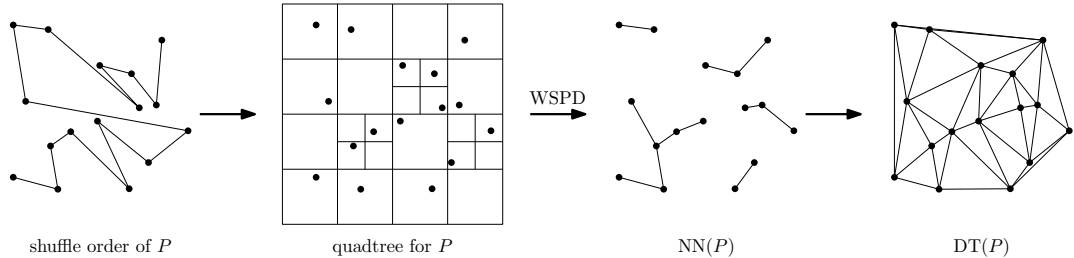 WSPD
shuffle order of P
quadtree for P
NN(P)
DT(P)